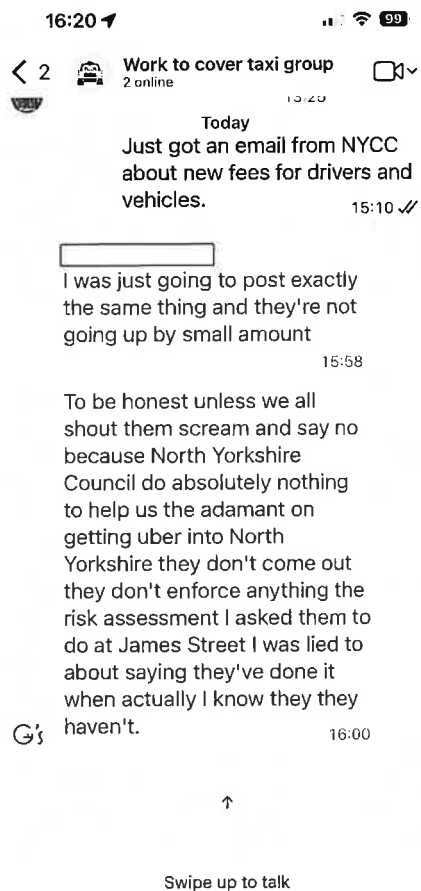 16:20
99
2
Work to cover taxi group
2 online
Today
Just got an email from NYCC
about new fees for drivers and
vehicles.
15:10
I was just going to post exactly
the same thing and they're not
going up by small amount
15:58
To be honest unless we all
shout them scream and say no
because North Yorkshire
Council do absolutely nothing
to help us the adamant on
getting uber into North
Yorkshire they don't come out
they don't enforce anything the
risk assessment I asked them to
do at James Street I was lied to
about saying they've done it
when actually I know they they
haven't.
G's
16:00
Swipe up to talk